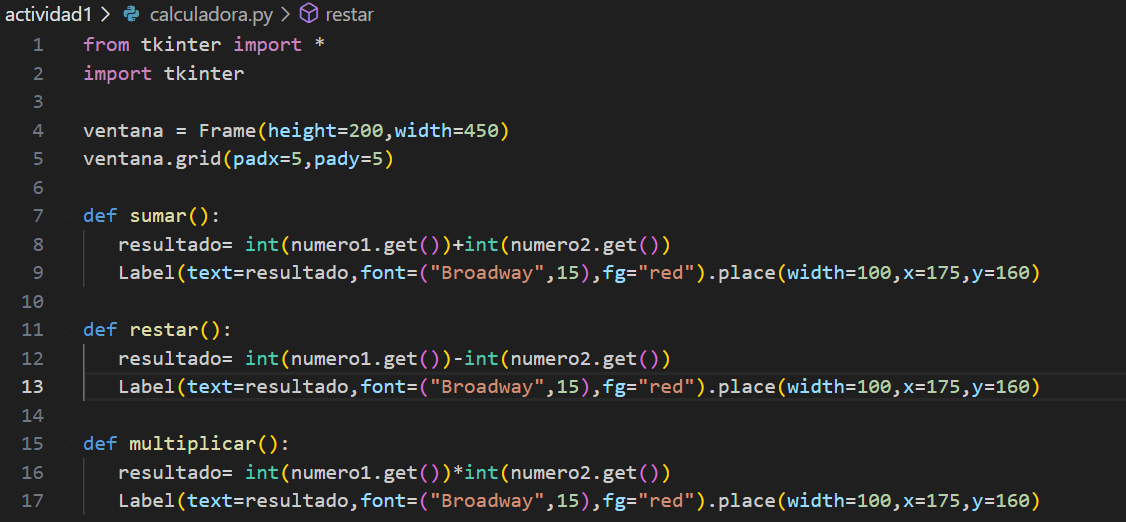 actividad1 > calculadora.py > restar
1 from tkinter import *
2 import tkinter
3
4 ventana = Frame(height=200,width=450)
5 ventana.grid(padx=5,pady=5)
6
7 def sumar():
8     resultado= int(numero1.get())+int(numero2.get())
9     Label(text=resultado,font=("Broadway",15),fg="red").place(width=100,x=175,y=160)
10
11 def restar():
12     resultado= int(numero1.get())-int(numero2.get())
13     Label(text=resultado,font=("Broadway",15),fg="red").place(width=100,x=175,y=160)
14
15 def multiplicar():
16     resultado= int(numero1.get())*int(numero2.get())
17     Label(text=resultado,font=("Broadway",15),fg="red").place(width=100,x=175,y=160)